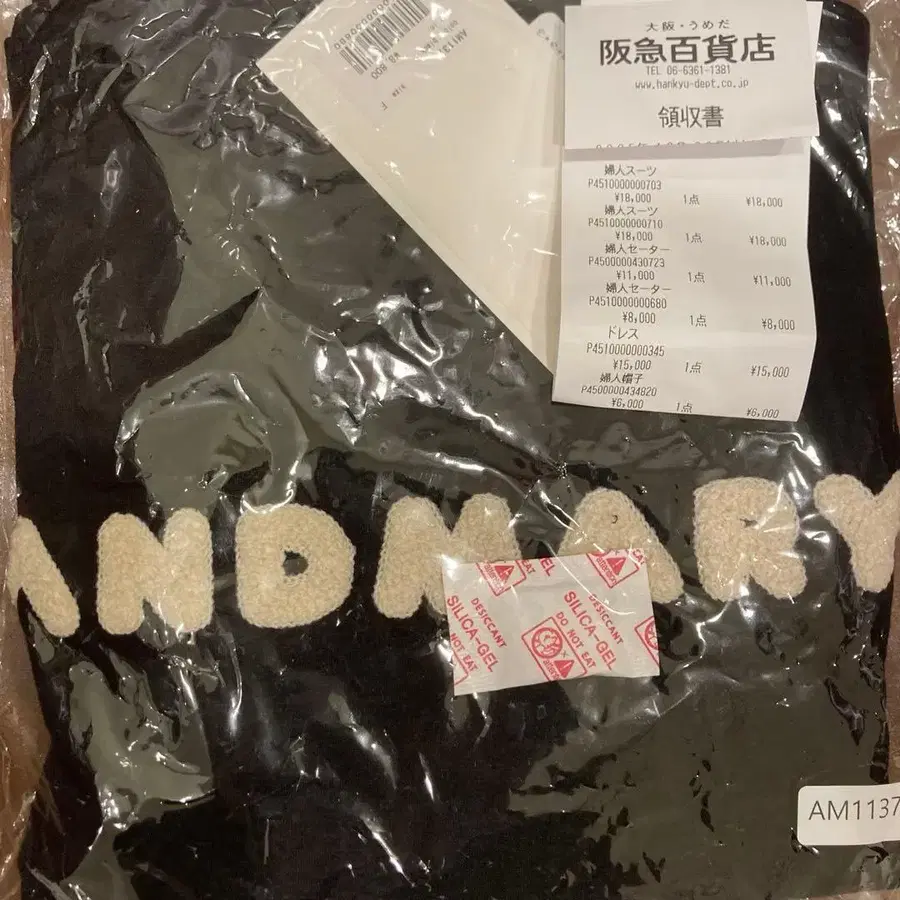 大阪・うめだ
阪急百貨店
TEL 06-6361-1381
www.hankyu-dept.co.jp
領収書
婦人スーツ
P4510000000703
¥18,000 1点 ¥18,000
婦人スーツ
P4510000000710
¥18,000 1点 ¥18,000
婦人セーター
P4500000430723
¥11,000 1点 ¥11,000
婦人セーター
P4510000000680
¥8,000 1点 ¥8,000
ドレス
P4510000000345
¥15,000 1点 ¥15,000
婦人帽子
P4500000434820
¥6,000 1点 ¥6,000
ANDMARY
SILICA-GEL
DESICCANT
DO NOT EAT
SILICA-GEL
DESICCANT
DO NOT EAT
AM1137